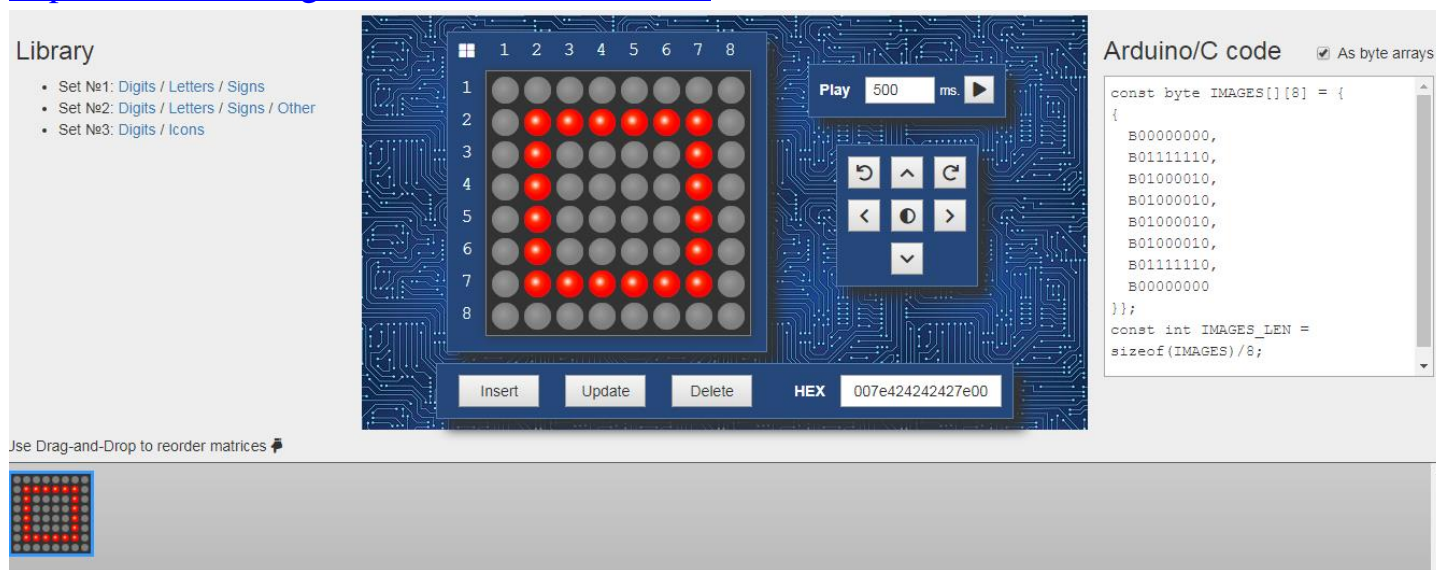 Library
Set №1: Digits / Letters / Signs
Set №2: Digits / Letters / Signs / Other
Set №3: Digits / Icons
1 2 3 4 5 6 7 8
1
2
3
4
5
6
7
8
Play 500 ms.
Insert Update Delete HEX 007e424242427e00
Arduino/C code As byte arrays
const byte IMAGES[][8] = {
{
B00000000,
B01111110,
B01000010,
B01000010,
B01000010,
B01000010,
B01111110,
B00000000
}};
const int IMAGES_LEN =
sizeof(IMAGES)/8;
Use Drag-and-Drop to reorder matrices